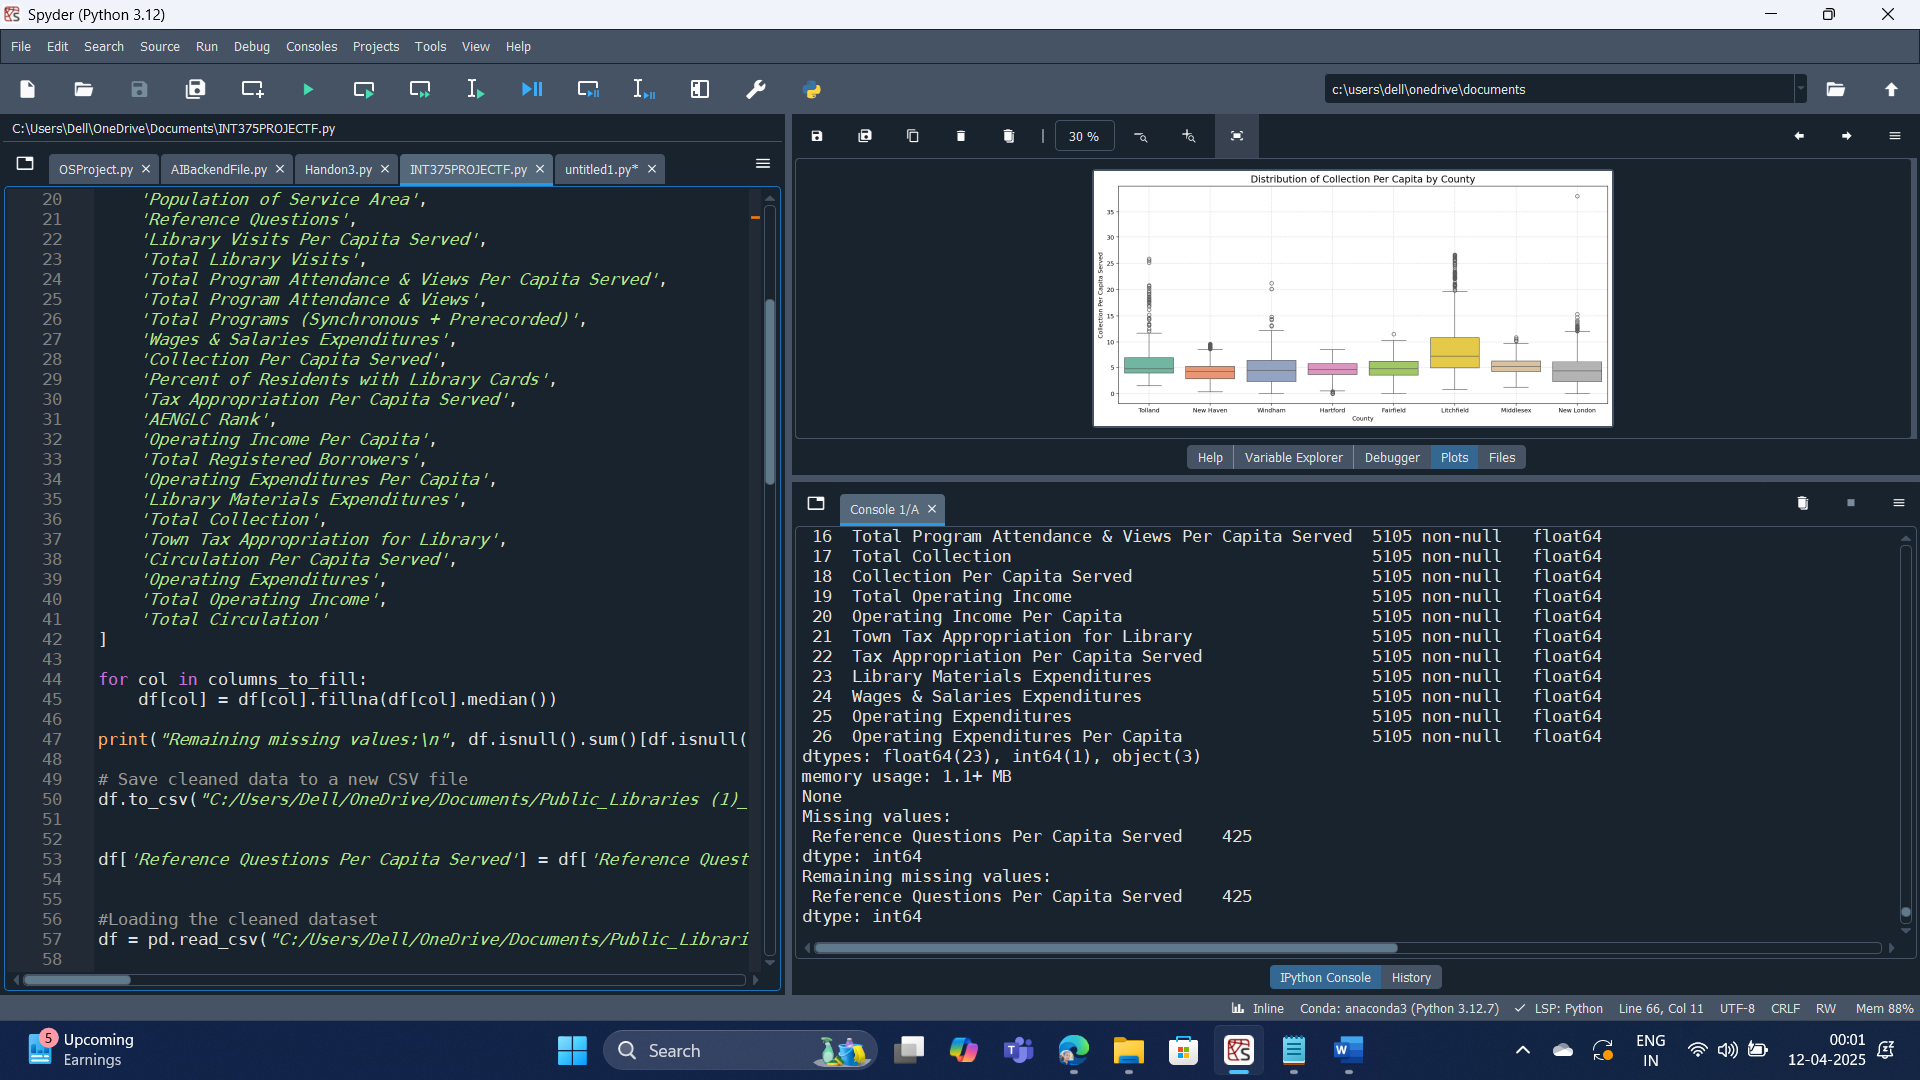 Spyder (Python 3.12)
File Edit Search Source Run Debug Consoles Projects Tools View Help
c:\users\dell\onedrive\documents
C:\Users\Dell\OneDrive\Documents\INT375PROJECTF.py
OSProject.py AIBackendFile.py Handon3.py INT375PROJECTF.py untitled1.py*
20 'Population of Service Area',
21 'Reference Questions',
22 'Library Visits Per Capita Served',
23 'Total Library Visits',
24 'Total Program Attendance & Views Per Capita Served',
25 'Total Program Attendance & Views',
26 'Total Programs (Synchronous + Prerecorded)',
27 'Wages & Salaries Expenditures',
28 'Collection Per Capita Served',
29 'Percent of Residents with Library Cards',
30 'Tax Appropriation Per Capita Served',
31 'AENGLC Rank',
32 'Operating Income Per Capita',
33 'Total Registered Borrowers',
34 'Operating Expenditures Per Capita',
35 'Library Materials Expenditures',
36 'Total Collection',
37 'Town Tax Appropriation for Library',
38 'Circulation Per Capita Served',
39 'Operating Expenditures',
40 'Total Operating Income',
41 'Total Circulation'
42 ]
43
44 for col in columns_to_fill:
45 df[col] = df[col].fillna(df[col].median())
46
47 print("Remaining missing values:\n", df.isnull().sum()[df.isnull(
48
49 # Save cleaned data to a new CSV file
50 df.to_csv("C:/Users/Dell/OneDrive/Documents/Public_Libraries (1)_
51
52
53 df['Reference Questions Per Capita Served'] = df['Reference Quest
54
55
56 #Loading the cleaned dataset
57 df = pd.read_csv("C:/Users/Dell/OneDrive/Documents/Public_Librari
58
30 %
Distribution of Collection Per Capita by County
Collection Per Capita Served
35
30
25
20
15
10
5
0
Tolland New Haven Windham Hartford Fairfield Litchfield Middlesex New London
County
Help Variable Explorer Debugger Plots Files
Console 1/A
16 Total Program Attendance & Views Per Capita Served 5105 non-null float64
17 Total Collection 5105 non-null float64
18 Collection Per Capita Served 5105 non-null float64
19 Total Operating Income 5105 non-null float64
20 Operating Income Per Capita 5105 non-null float64
21 Town Tax Appropriation for Library 5105 non-null float64
22 Tax Appropriation Per Capita Served 5105 non-null float64
23 Library Materials Expenditures 5105 non-null float64
24 Wages & Salaries Expenditures 5105 non-null float64
25 Operating Expenditures 5105 non-null float64
26 Operating Expenditures Per Capita 5105 non-null float64
dtypes: float64(23), int64(1), object(3)
memory usage: 1.1+ MB
None
Missing values:
Reference Questions Per Capita Served 425
dtype: int64
Remaining missing values:
Reference Questions Per Capita Served 425
dtype: int64
IPython Console History
Inline Conda: anaconda3 (Python 3.12.7) LSP: Python Line 66, Col 11 UTF-8 CRLF RW Mem 88%
5
Upcoming
Earnings
Search
ENG
IN
00:01
12-04-2025